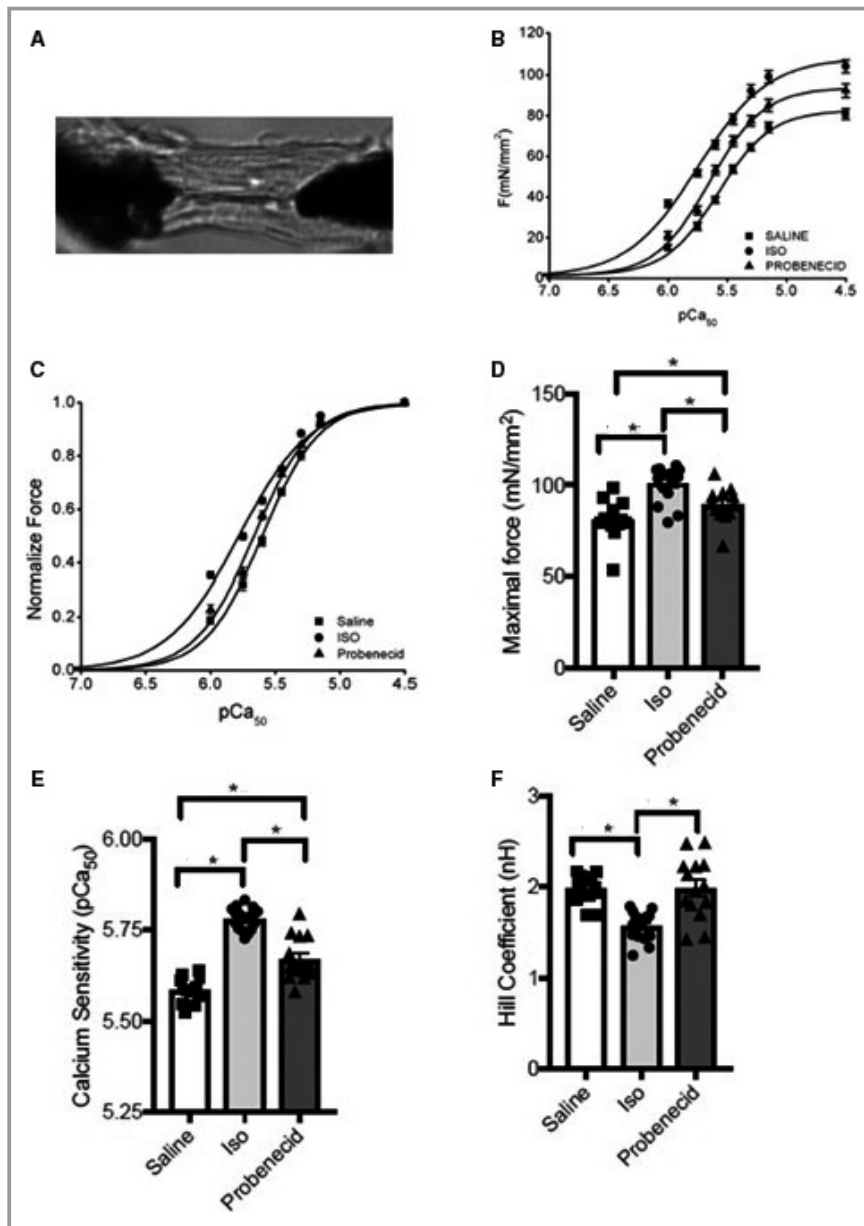 A
B
120
100
80
60
40
20
0
F(mN/mm²)
SALINE
ISO
PROBENECID
7.0 6.5 6.0 5.5 5.0 4.5
pCa₅₀
C
1.0
0.8
0.6
0.4
0.2
0.0
Normalize Force
Saline
ISO
Probenecid
7.0 6.5 6.0 5.5 5.0 4.5
pCa₅₀
D
150
100
50
0
Maximal force (mN/mm²)
*
* *
Saline Iso Probenecid
E
6.00
5.75
5.50
5.25
Calcium Sensitivity (pCa₅₀)
*
* *
Saline Iso Probenecid
F
3
2
1
0
Hill Coefficient (nH)
* *
Saline Iso Probenecid